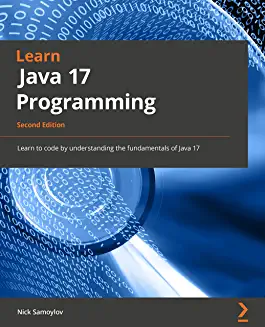 Learn
Java 17
Programming
Second Edition
Learn to code by understanding the fundamentals of Java 17
Nick Samoylov